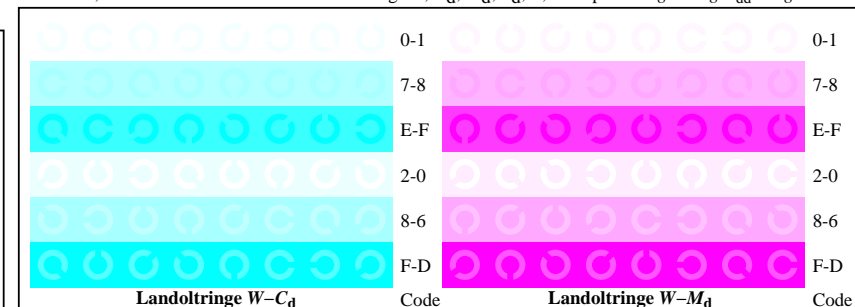 0-1 0-1
7-8 7-8
E-F E-F
2-0 2-0
8-6 8-6
F-D F-D
Landoltringe W–Cd Code Landoltringe W–Md Code